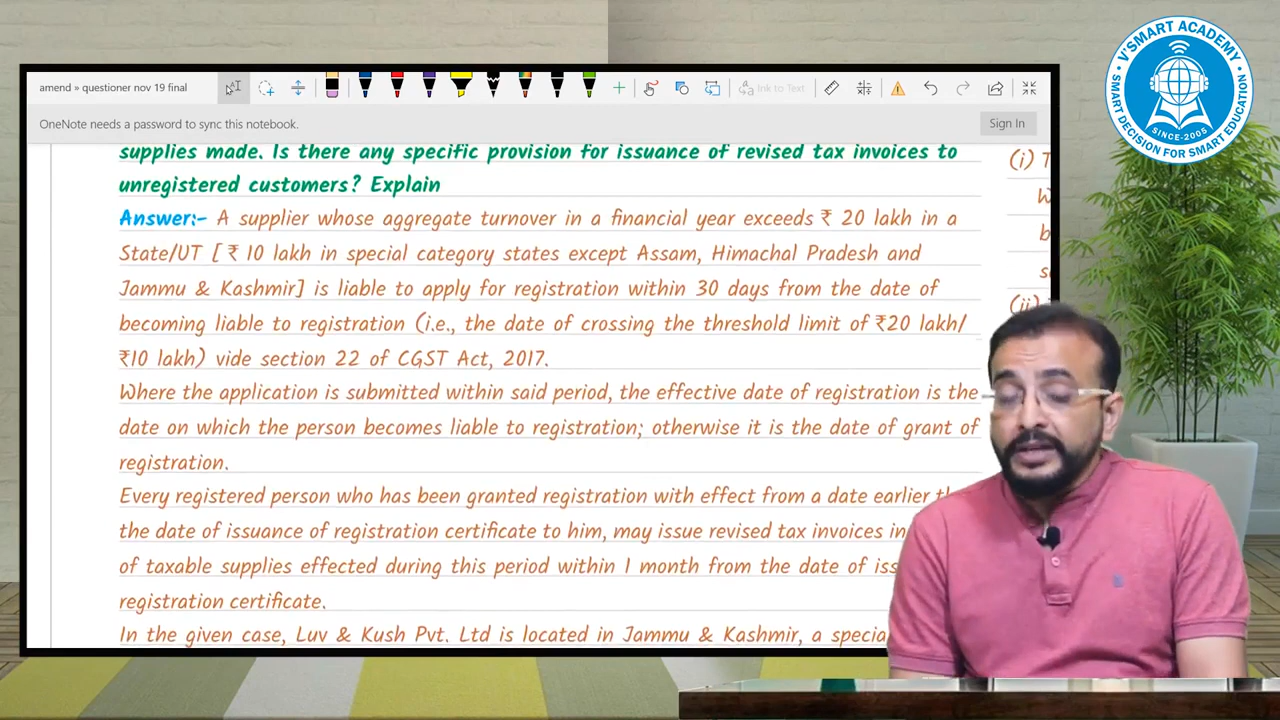 V'SMART ACADEMY
SINCE-2005
SMART DECISION FOR SMART EDUCATION
amend » questioner nov 19 final
Ink to Text
OneNote needs a password to sync this notebook.
Sign In
supplies made. Is there any specific provision for issuance of revised tax invoices to
unregistered customers? Explain
Answer:- A supplier whose aggregate turnover in a financial year exceeds ₹ 20 lakh in a
State/UT [ ₹ 10 lakh in special category states except Assam, Himachal Pradesh and
Jammu & Kashmir] is liable to apply for registration within 30 days from the date of
becoming liable to registration (i.e., the date of crossing the threshold limit of ₹20 lakh/
₹10 lakh) vide section 22 of CGST Act, 2017.
Where the application is submitted within said period, the effective date of registration is the
date on which the person becomes liable to registration; otherwise it is the date of grant of
registration.
Every registered person who has been granted registration with effect from a date earlier
the date of issuance of registration certificate to him, may issue revised tax invoices in
of taxable supplies effected during this period within 1 month from the date of
registration certificate.
In the given case, Luv & Kush Pvt. Ltd is located in Jammu & Kashmir, a
(i)
(ii)